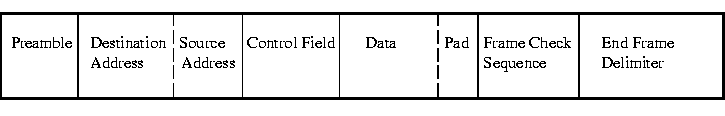 Preamble
Destination Address
Source Address
Control Field
Data
Pad
Frame Check Sequence
End Frame Delimiter